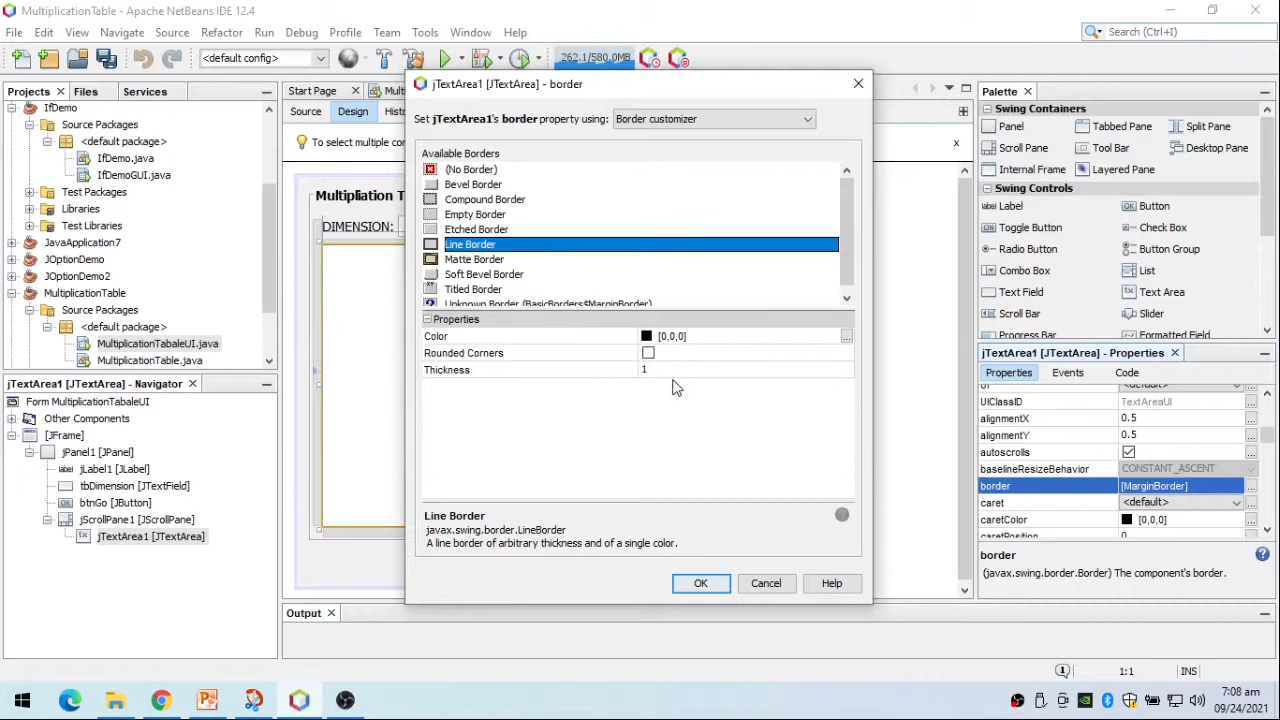 MultiplicationTable - Apache NetBeans IDE 12.4
File Edit View Navigate Source Refactor Run Debug Profile Team Tools Window Help
Search (Ctrl+I)
<default config>
262.1/580.0MB
Projects Files Services
IfDemo
Source Packages
<default package>
IfDemo.java
IfDemoGUI.java
Test Packages
Libraries
Test Libraries
JavaApplication7
JOptionDemo
JOptionDemo2
MultiplicationTable
Source Packages
<default package>
MultiplicationTabaleUI.java
MultiplicationTable.java
jTextArea1 [JTextArea] - Navigator
Form MultiplicationTabaleUI
Other Components
[JFrame]
jPanel1 [JPanel]
jLabel1 [JLabel]
tbDimension [JTextField]
btnGo [JButton]
jScrollPane1 [JScrollPane]
jTextArea1 [JTextArea]
Start Page
Source Design
To select multiple
DIMENSION:
jTextArea1 [JTextArea] - border
Set jTextArea1's border property using: Border customizer
Available Borders
(No Border)
Bevel Border
Compound Border
Empty Border
Etched Border
Line Border
Matte Border
Soft Bevel Border
Titled Border
Unknown Border (BasicBorders$MarginBorder)
Properties
Color [0,0,0]
Rounded Corners
Thickness 1
Line Border
javax.swing.border.LineBorder
A line border of arbitrary thickness and of a single color.
OK Cancel Help
Output
Palette
Swing Containers
Panel Tabbed Pane Split Pane
Scroll Pane Tool Bar Desktop Pane
Internal Frame Layered Pane
Swing Controls
Label Button
Toggle Button Check Box
Radio Button Button Group
Combo Box List
Text Field Text Area
Scroll Bar Slider
Progress Bar Formatted Field
jTextArea1 [JTextArea] - Properties
Properties Events Code
UIClassID TextAreaUI
alignmentX 0.5
alignmentY 0.5
autoscrolls
baselineResizeBehavior CONSTANT_ASCENT
border [MarginBorder]
caret <default>
caretColor [0,0,0]
caretPosition 0
border
(javax.swing.border.Border) The component's border.
1 1:1 INS
7:08 am
09/24/2021